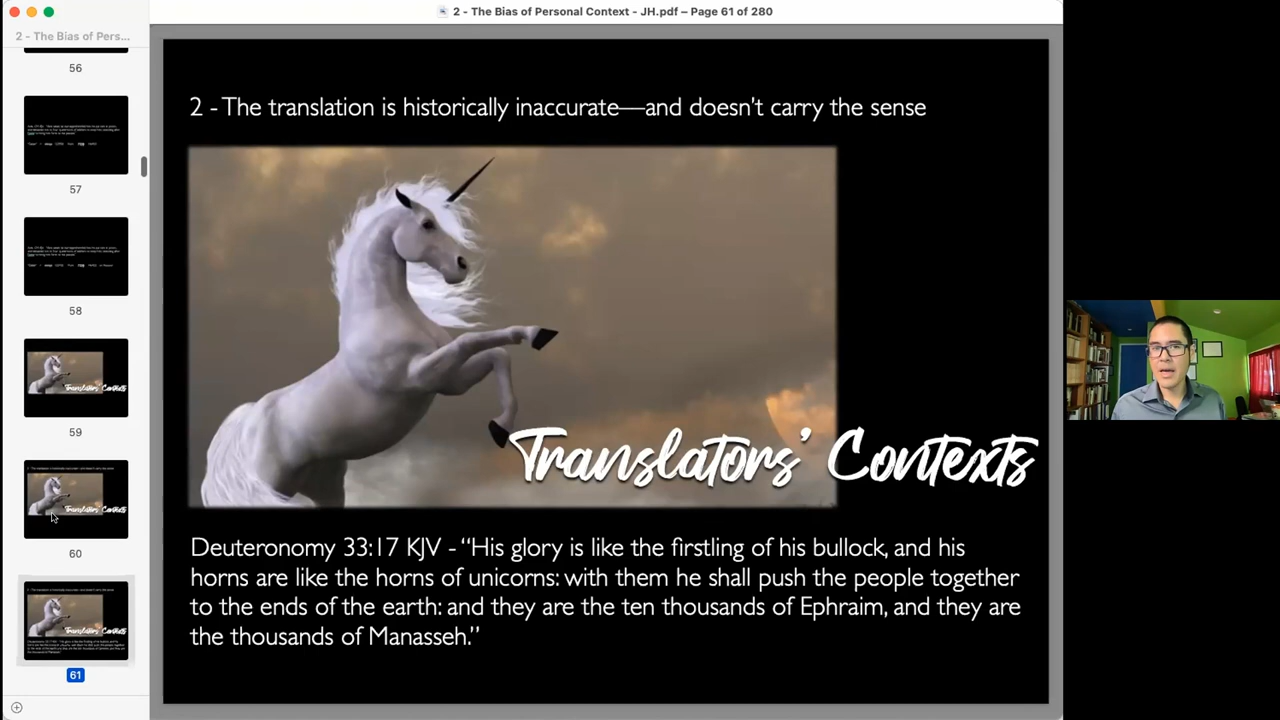 2 - The Bias of Personal Context - JH.pdf – Page 61 of 280
2 - The Bias of Pers...
56
57
58
59
60
61
2 - The translation is historically inaccurate—and doesn't carry the sense
Translators' Contexts
Deuteronomy 33:17 KJV - “His glory is like the firstling of his bullock, and his
horns are like the horns of unicorns: with them he shall push the people together
to the ends of the earth: and they are the ten thousands of Ephraim, and they are
the thousands of Manasseh.”